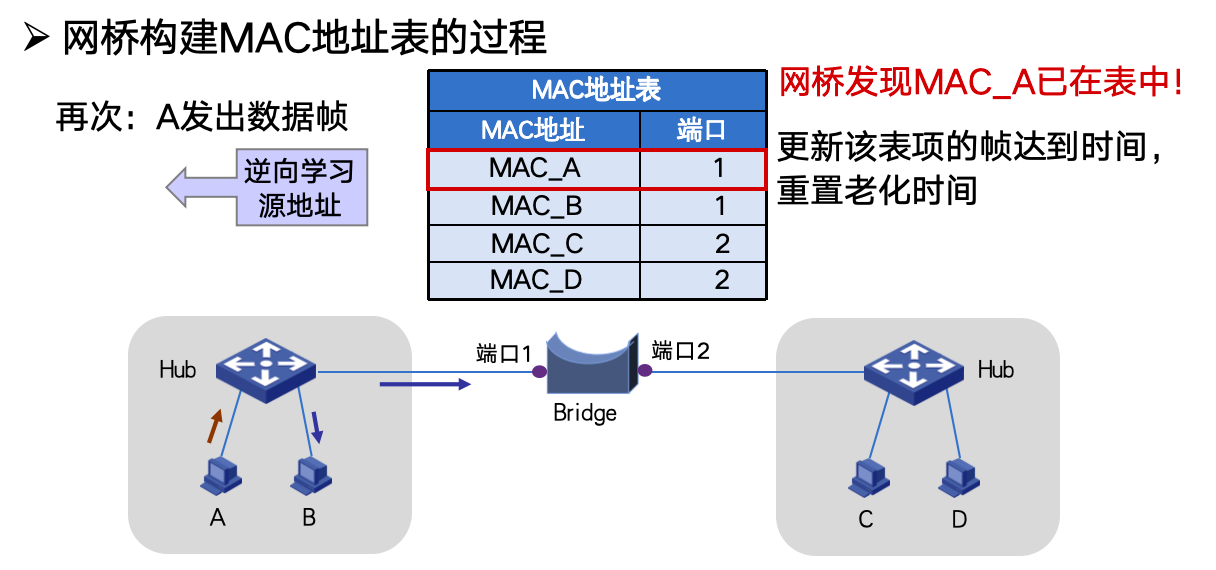 ➢ 网桥构建MAC地址表的过程
再次：A发出数据帧
逆向学习
源地址
MAC地址表
MAC地址 端口
MAC_A 1
MAC_B 1
MAC_C 2
MAC_D 2
网桥发现MAC_A已在表中！
更新该表项的帧达到时间，
重置老化时间
Hub
端口1
端口2
Hub
Bridge
A
B
C
D